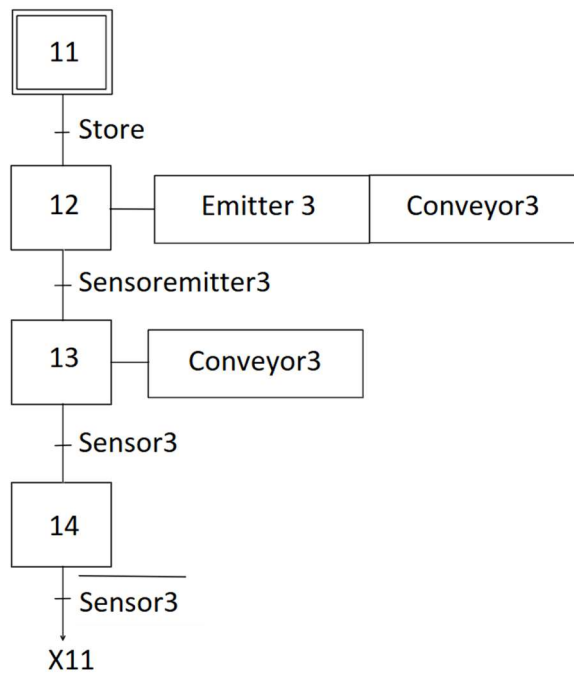 11
Store
12
Emitter 3
Conveyor3
Sensoremitter3
13
Conveyor3
Sensor3
14
Sensor3
X11